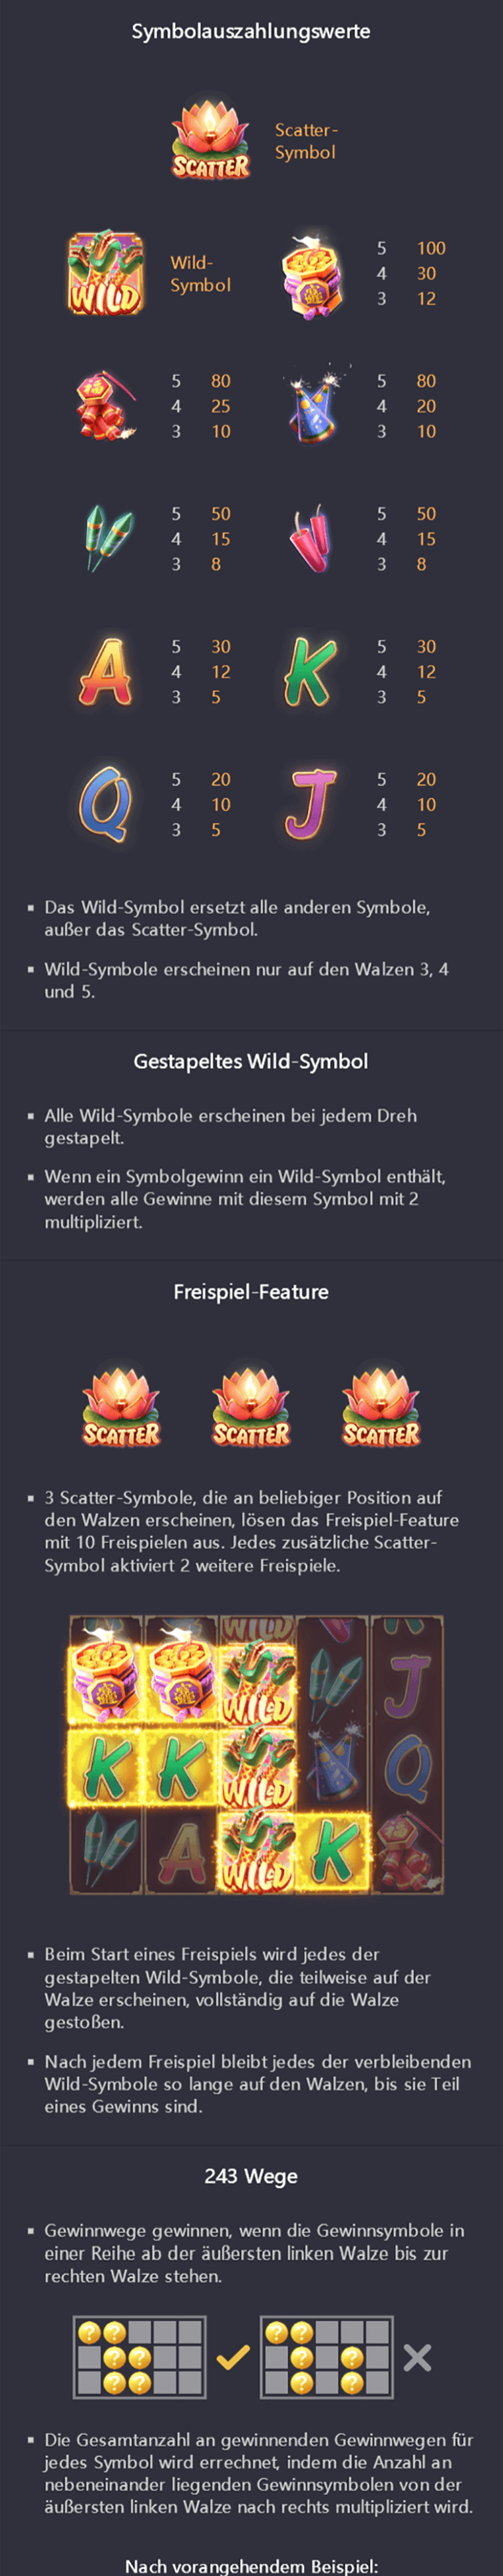 Symbolauszahlungswerte
SCATTER
Scatter-
Symbol
WILD
Wild-
Symbol
5 100
4 30
3 12
5 80
4 25
3 10
5 80
4 20
3 10
5 50
4 15
3 8
5 50
4 15
3 8
A
5 30
4 12
3 5
K
5 30
4 12
3 5
Q
5 20
4 10
3 5
J
5 20
4 10
3 5
Das Wild-Symbol ersetzt alle anderen Symbole,
außer das Scatter-Symbol.
Wild-Symbole erscheinen nur auf den Walzen 3, 4
und 5.
Gestapeltes Wild-Symbol
Alle Wild-Symbole erscheinen bei jedem Dreh
gestapelt.
Wenn ein Symbolgewinn ein Wild-Symbol enthält,
werden alle Gewinne mit diesem Symbol mit 2
multipliziert.
Freispiel-Feature
SCATTER SCATTER SCATTER
3 Scatter-Symbole, die an beliebiger Position auf
den Walzen erscheinen, lösen das Freispiel-Feature
mit 10 Freispielen aus. Jedes zusätzliche Scatter-
Symbol aktiviert 2 weitere Freispiele.
WILD
WILD J
K K WILD Q
A WILD K
Beim Start eines Freispiels wird jedes der
gestapelten Wild-Symbole, die teilweise auf der
Walze erscheinen, vollständig auf die Walze
gestoßen.
Nach jedem Freispiel bleibt jedes der verbleibenden
Wild-Symbole so lange auf den Walzen, bis sie Teil
eines Gewinns sind.
243 Wege
Gewinnwege gewinnen, wenn die Gewinnsymbole in
einer Reihe ab der äußersten linken Walze bis zur
rechten Walze stehen.
? ? ? ?
? ? ? ?
? ? ? ?
Die Gesamtanzahl an gewinnenden Gewinnwegen für
jedes Symbol wird errechnet, indem die Anzahl an
nebeneinander liegenden Gewinnsymbolen von der
äußersten linken Walze nach rechts multipliziert wird.
Nach vorangehendem Beispiel: